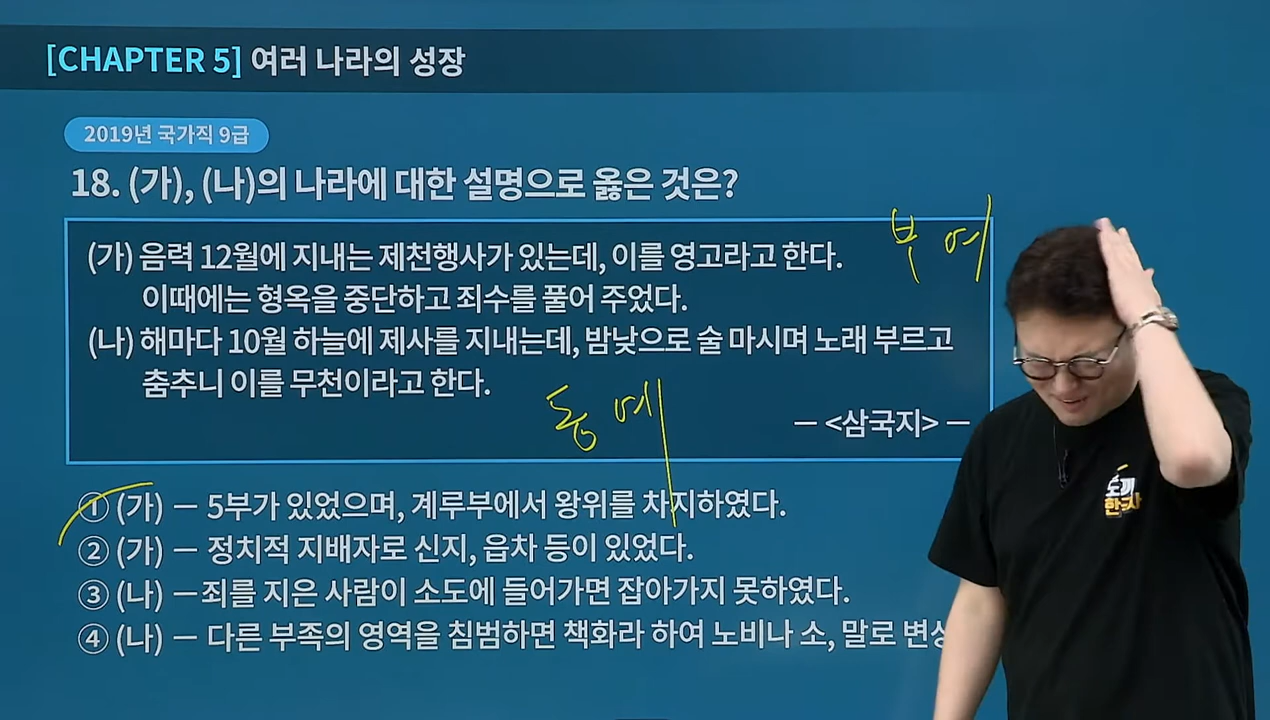 [CHAPTER 5] 여러 나라의 성장
2019년 국가직 9급
18. (가), (나)의 나라에 대한 설명으로 옳은 것은?
부여
(가) 음력 12월에 지내는 제천행사가 있는데, 이를 영고라고 한다.
이때에는 형옥을 중단하고 죄수를 풀어 주었다.
(나) 해마다 10월 하늘에 제사를 지내는데, 밤낮으로 술 마시며 노래 부르고
춤추니 이를 무천이라고 한다.
동예
– <삼국지> –
① (가) – 5부가 있었으며, 계루부에서 왕위를 차지하였다.
② (가) – 정치적 지배자로 신지, 읍차 등이 있었다.
③ (나) – 죄를 지은 사람이 소도에 들어가면 잡아가지 못하였다.
④ (나) – 다른 부족의 영역을 침범하면 책화라 하여 노비나 소, 말로 변상
도끼
한국사